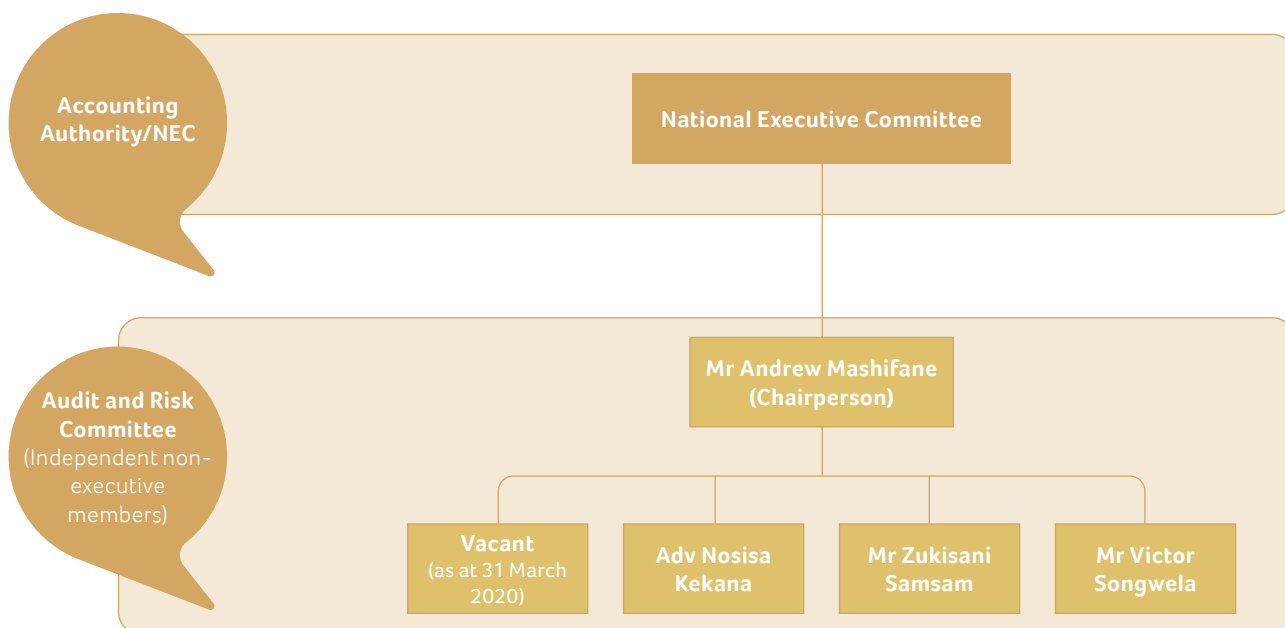 Accounting
Authority/NEC
National Executive Committee
Audit and Risk
Committee
(Independent non-
executive
members)
Mr Andrew Mashifane
(Chairperson)
Vacant
(as at 31 March
2020)
Adv Nosisa
Kekana
Mr Zukisani
Samsam
Mr Victor
Songwela